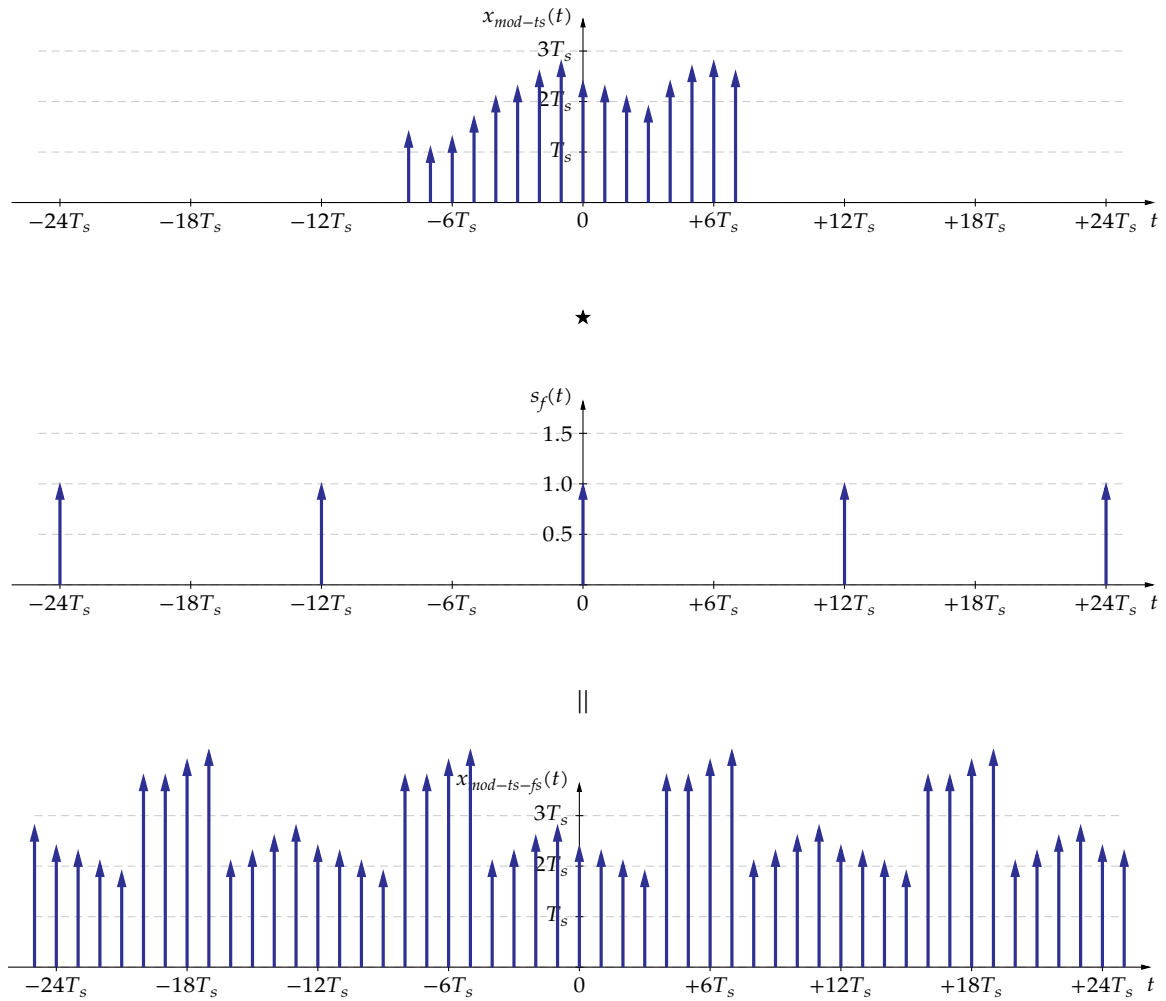 x_{mod−ts}(t)
3T_s
2T_s
T_s
−24T_s −18T_s −12T_s −6T_s 0 +6T_s +12T_s +18T_s +24T_s t
★
s_f(t)
1.5
1.0
0.5
−24T_s −18T_s −12T_s −6T_s 0 +6T_s +12T_s +18T_s +24T_s t
||
x_{mod−ts−fs}(t)
3T_s
2T_s
T_s
−24T_s −18T_s −12T_s −6T_s 0 +6T_s +12T_s +18T_s +24T_s t